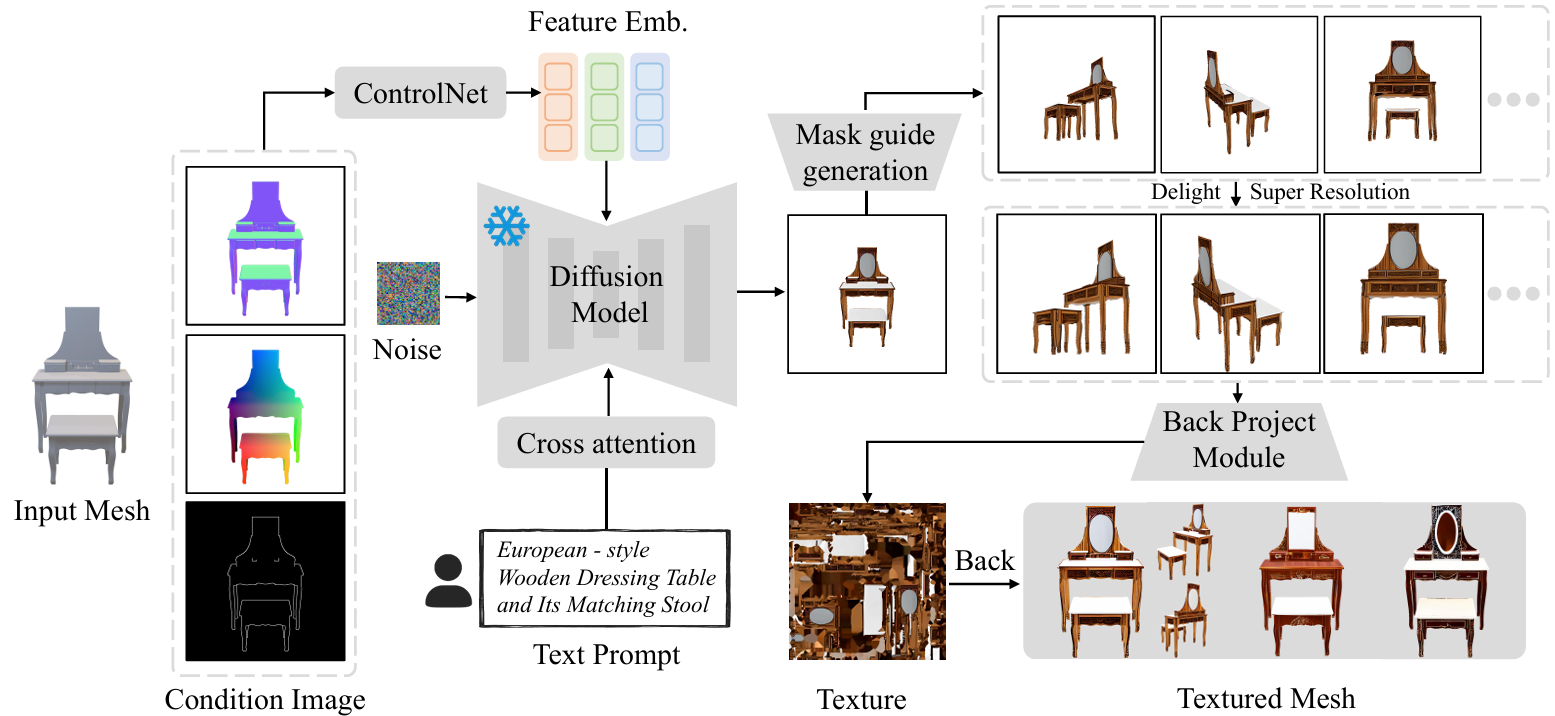 Feature Emb.
ControlNet
Mask guide
generation
Delight
Super Resolution
Diffusion
Model
Noise
Input Mesh
Cross attention
Back Project
Module
European - style
Wooden Dressing Table
and Its Matching Stool
Back
Text Prompt
Condition Image
Texture
Textured Mesh